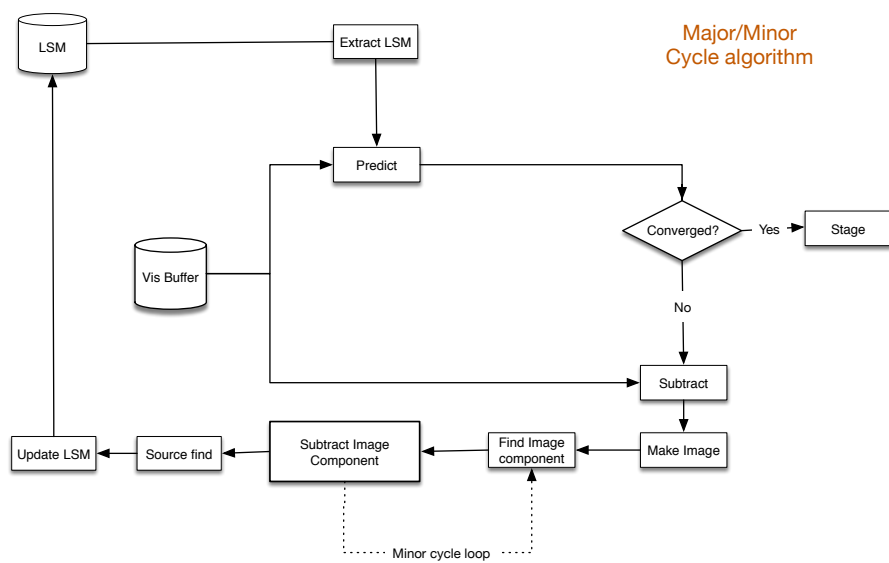 Major/Minor
Cycle algorithm
LSM
Extract LSM
Predict
Converged?
Yes
Stage
Vis Buffer
No
Subtract
Update LSM
Source find
Subtract Image
Component
Find Image
component
Make Image
Minor cycle loop